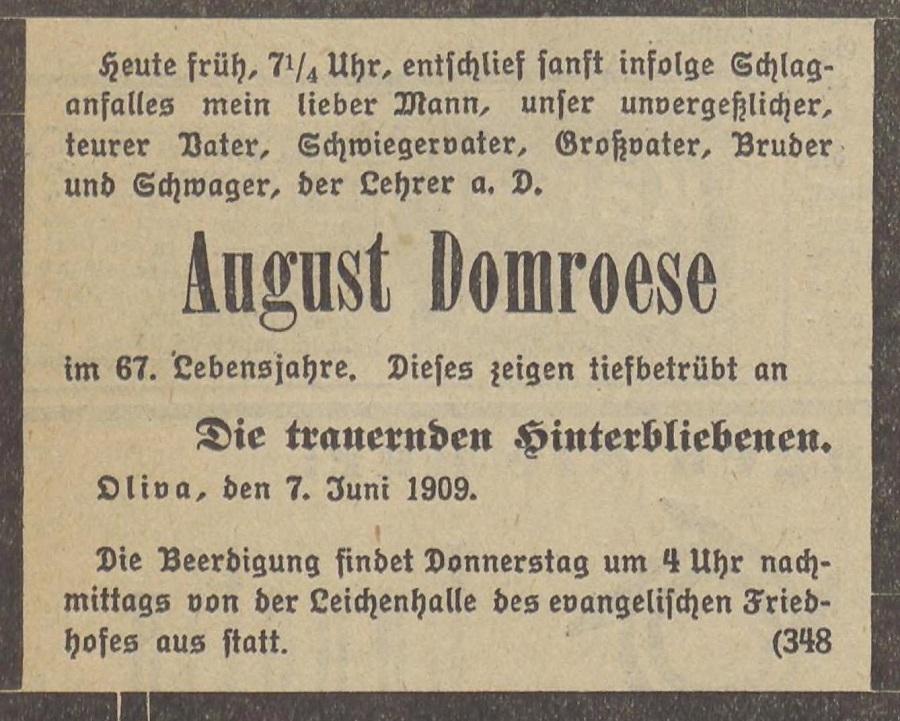 Heute früh, 7¼ Uhr, entschlief sanft infolge Schlag-
anfalles mein lieber Mann, unser unvergeßlicher,
teurer Vater, Schwiegervater, Großvater, Bruder
und Schwager, der Lehrer a. D.
August Domroese
im 67. Lebensjahre. Dieses zeigen tiefbetrübt an
Die trauernden Hinterbliebenen.
Oliva, den 7. Juni 1909.
Die Beerdigung findet Donnerstag um 4 Uhr nach-
mittags von der Leichenhalle des evangelischen Fried-
hofes aus statt. (348